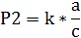 P2 = k * a/c